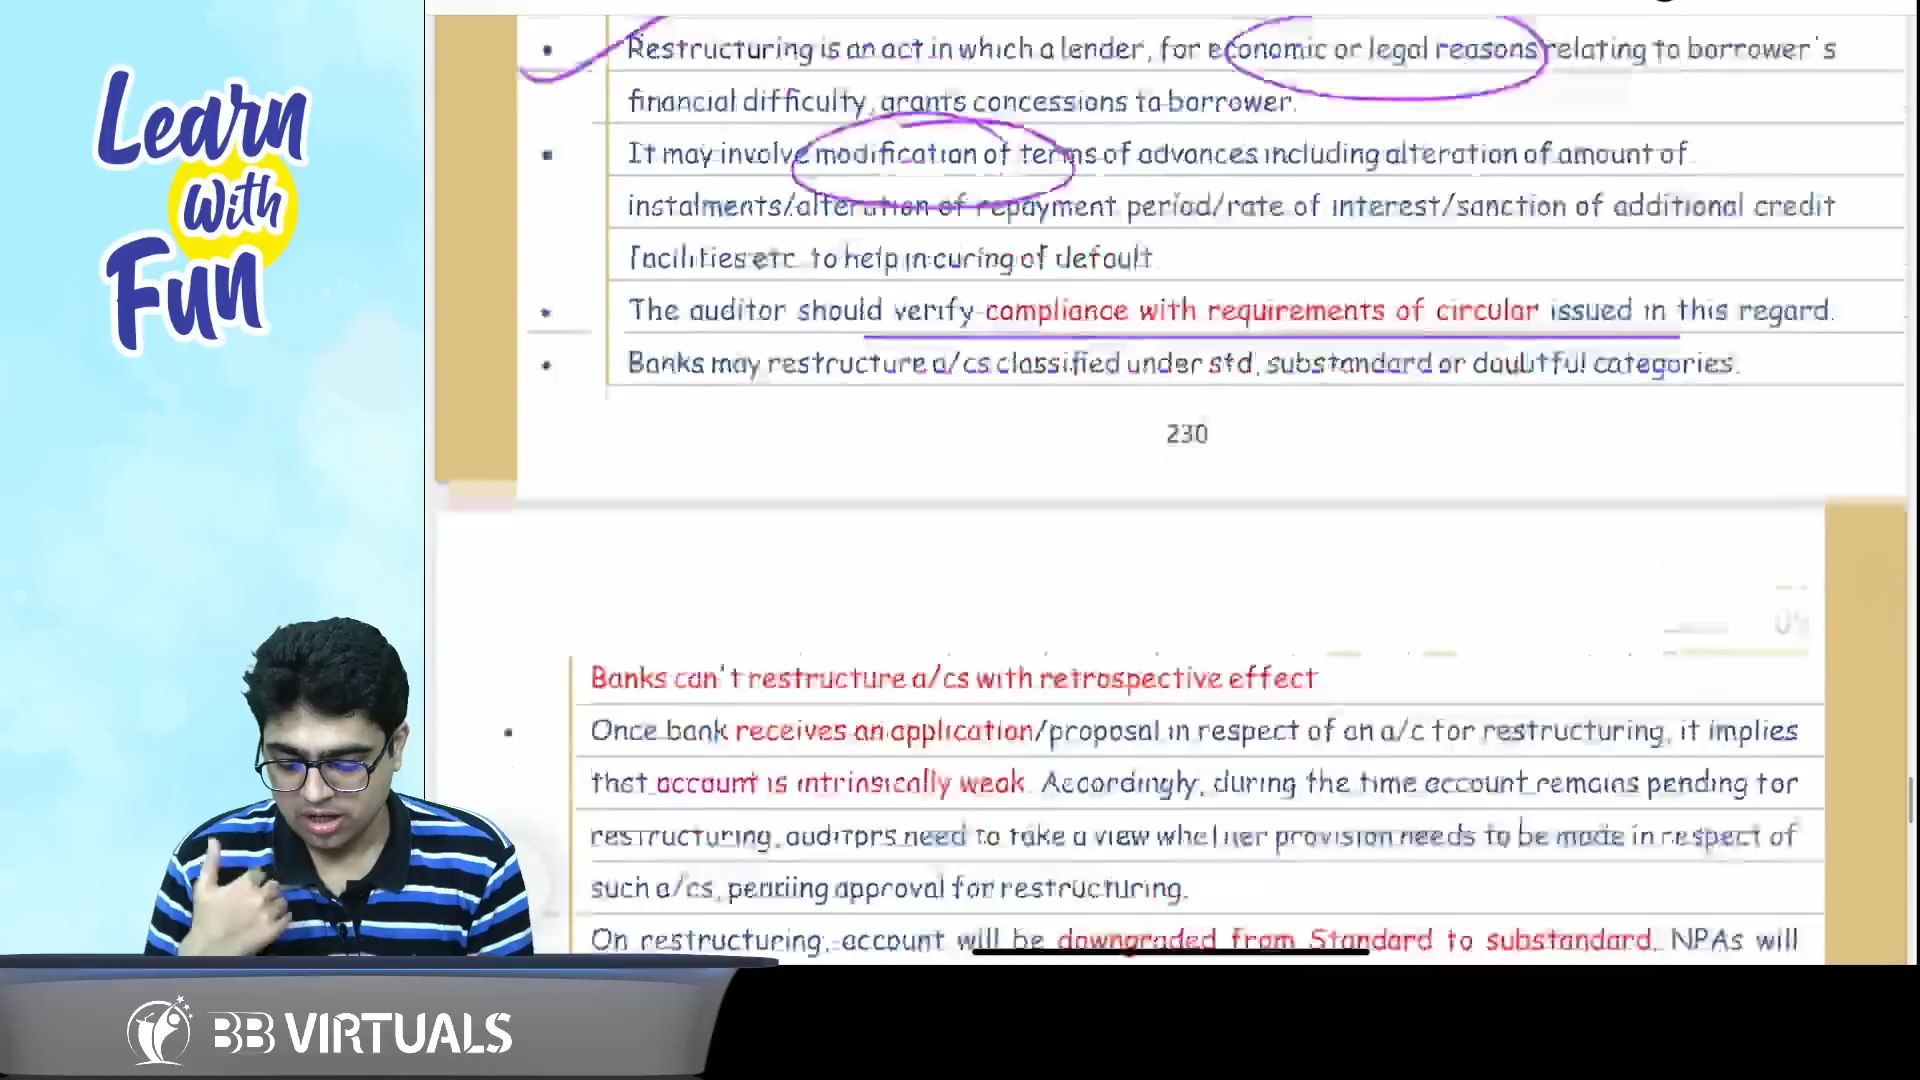 Learn
With
Fun
Restructuring is an act in which a lender, for economic or legal reasons relating to borrower's
financial difficulty, grants concessions to borrower.
It may involve modification of terms of advances including alteration of amount of
instalments/alteration of repayment period/rate of interest/sanction of additional credit
facilities etc. to help in curing of default
The auditor should verify compliance with requirements of circular issued in this regard.
Banks may restructure a/cs classified under std, substandard or doubtful categories.
230
Banks can't restructure a/cs with retrospective effect
Once bank receives an application/proposal in respect of an a/c for restructuring, it implies
that account is intrinsically weak. Accordingly, during the time account remains pending for
restructuring, auditors need to take a view whether provision needs to be made in respect of
such a/cs, pending approval for restructuring.
On restructuring, account will be downgraded from Standard to substandard. NPAs will
BB VIRTUALS